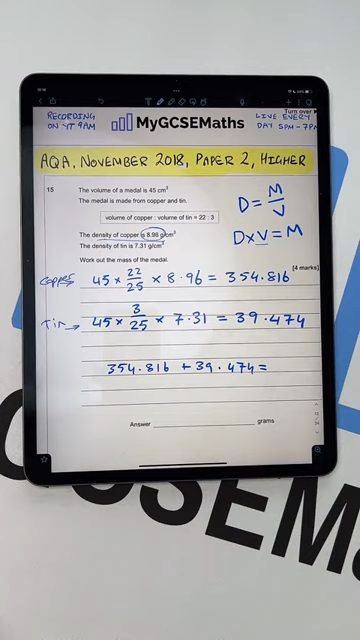 Turn over
RECORDING
ON YT 9AM
MyGCSEMaths
LIVE EVERY
DAY 5PM - 7PM
AQA, NOVEMBER 2018, PAPER 2, HIGHER
15 The volume of a medal is 45 cm³
The medal is made from copper and tin.
volume of copper : volume of tin = 22 : 3
The density of copper is 8.96 g/cm³
The density of tin is 7.31 g/cm³
Work out the mass of the medal.
D = M/V
D x V = M
[4 marks]
copper 45 x 22/25 x 8.96 = 354.816
Tin 45 x 3/25 x 7.31 = 39.474
354.816 + 39.474 =
Answer grams
GCSEMa